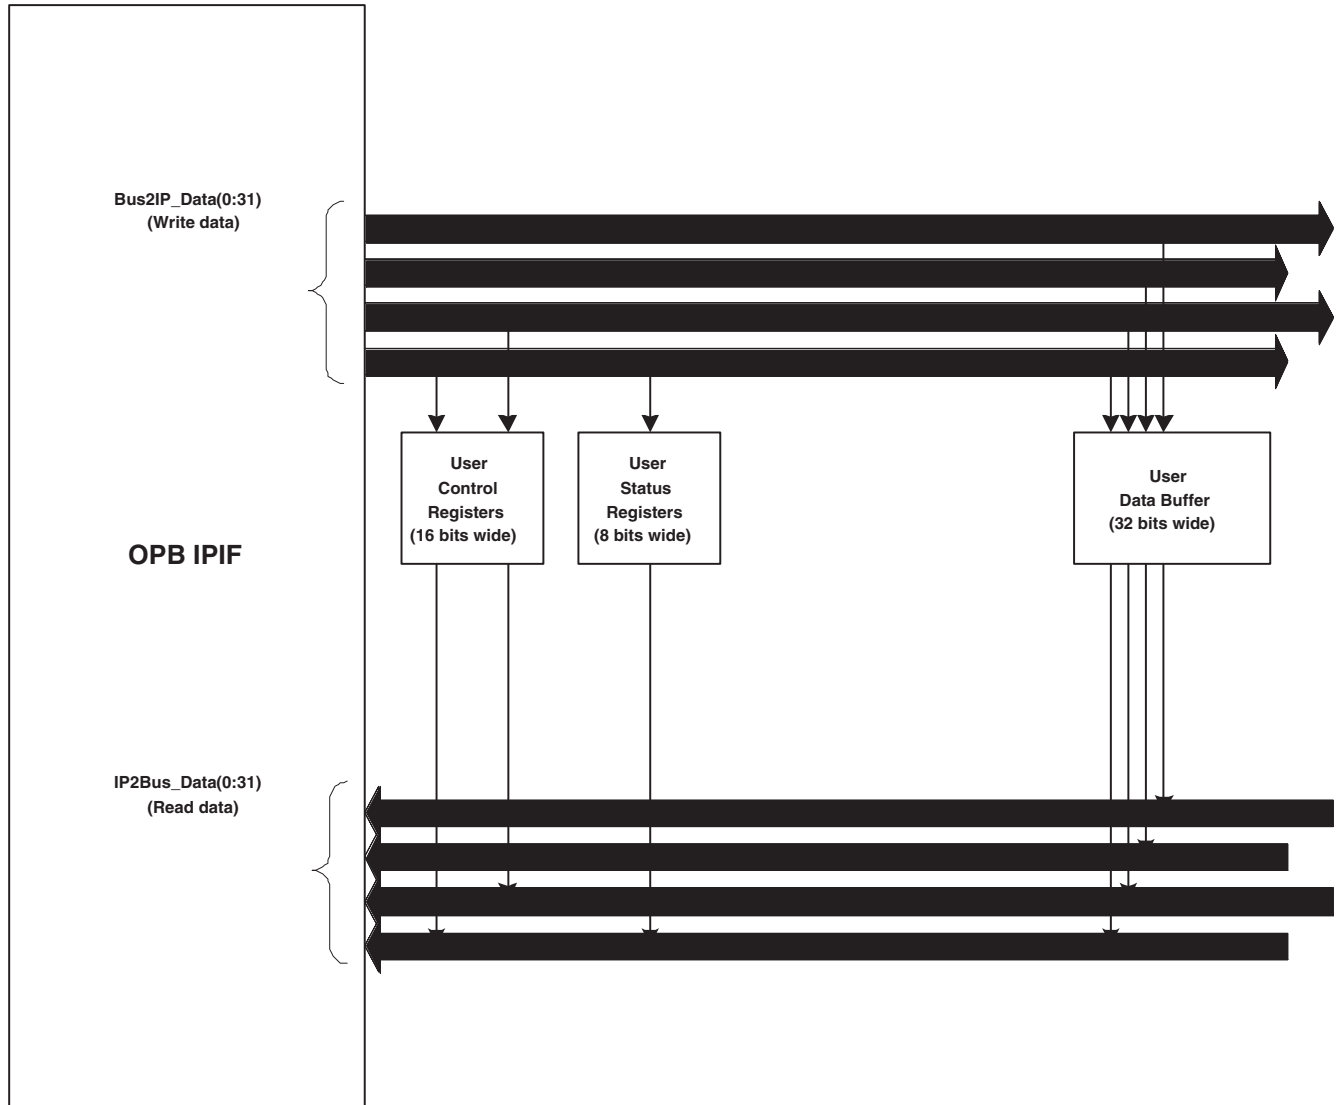 Bus2IP_Data(0:31)
(Write data)
User
Control
Registers
(16 bits wide)
User
Status
Registers
(8 bits wide)
User
Data Buffer
(32 bits wide)
OPB IPIF
IP2Bus_Data(0:31)
(Read data)